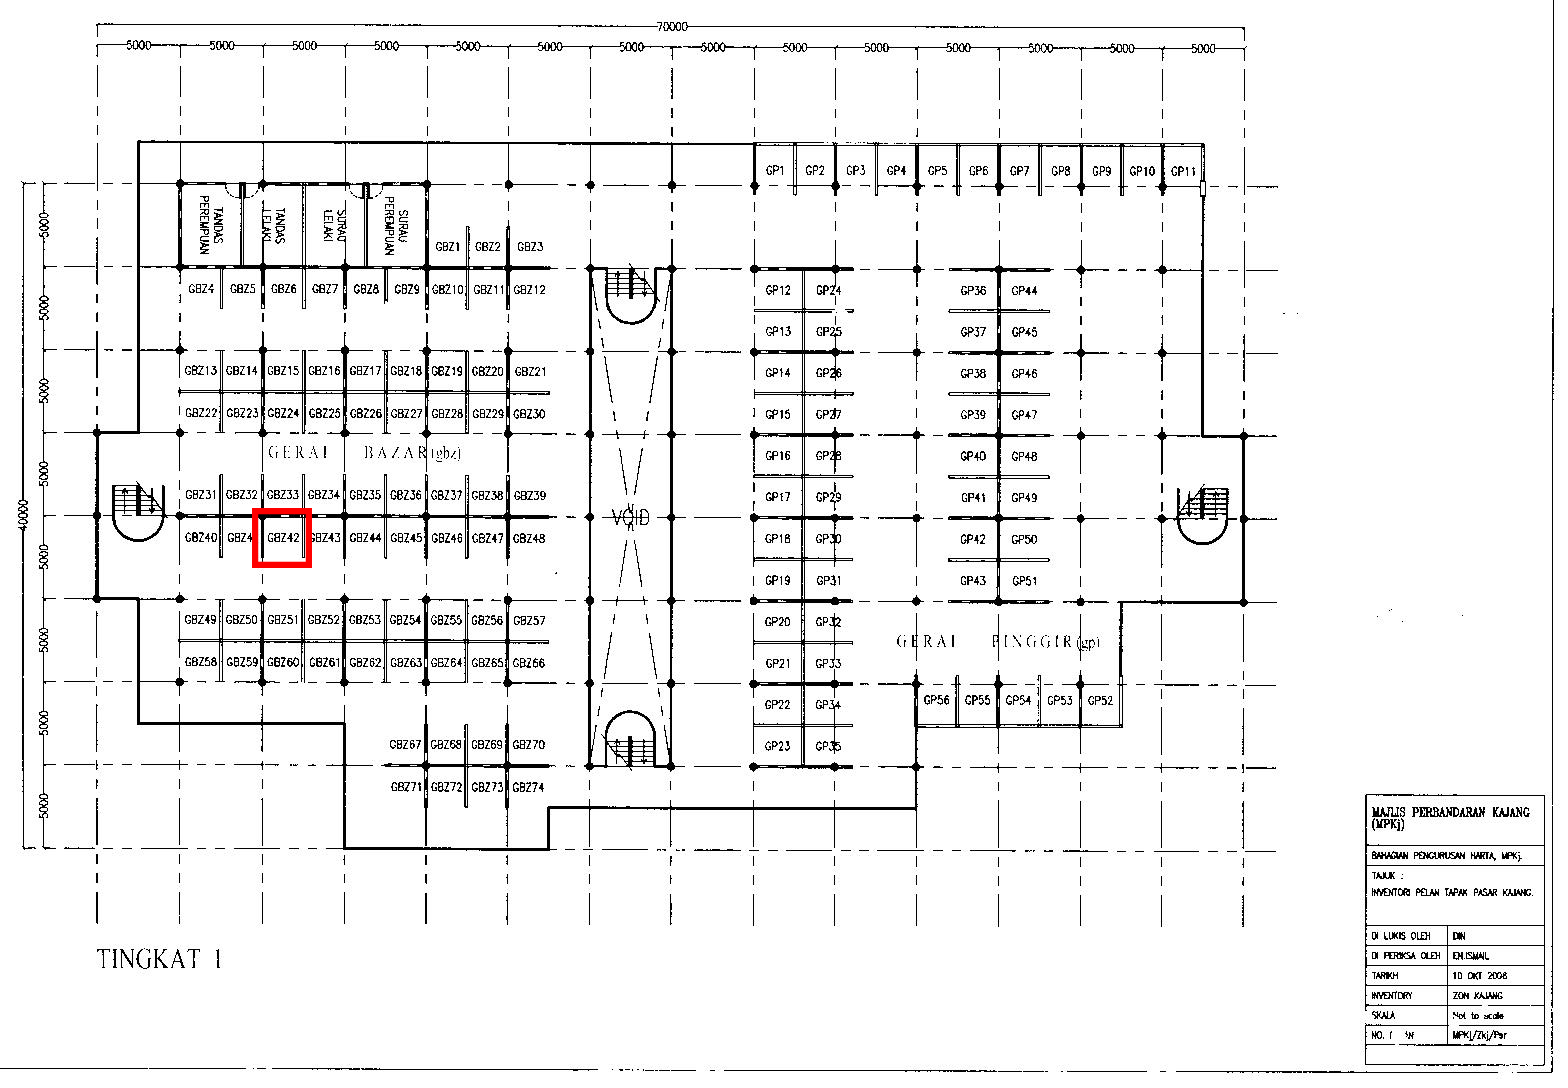 70000
5000 5000 5000 5000 5000 5000 5000 5000 5000 5000 5000 5000 5000 5000
GP1 GP2 GP3 GP4 GP5 GP6 GP7 GP8 GP9 GP10 GP11
TANDAS PEREMPUAN
TANDAS LELAKI
SURAU LELAKI
SURAU PEREMPUAN
GBZ1 GBZ2 GBZ3
GBZ4 GBZ5 GBZ6 GBZ7 GBZ8 GBZ9 GBZ10 GBZ11 GBZ12
GBZ13 GBZ14 GBZ15 GBZ16 GBZ17 GBZ18 GBZ19 GBZ20 GBZ21
GBZ22 GBZ23 GBZ24 GBZ25 GBZ26 GBZ27 GBZ28 GBZ29 GBZ30
GERAI BAZAR(gbz)
GBZ31 GBZ32 GBZ33 GBZ34 GBZ35 GBZ36 GBZ37 GBZ38 GBZ39
GBZ40 GBZ4 GBZ42 GBZ43 GBZ44 GBZ45 GBZ46 GBZ47 GBZ48
GBZ49 GBZ50 GBZ51 GBZ52 GBZ53 GBZ54 GBZ55 GBZ56 GBZ57
GBZ58 GBZ59 GBZ60 GBZ61 GBZ62 GBZ63 GBZ64 GBZ65 GBZ66
GBZ67 GBZ68 GBZ69 GBZ70
GBZ71 GBZ72 GBZ73 GBZ74
40000
5000
5000
5000
5000
5000
5000
5000
5000
VOID
GP12 GP24
GP13 GP25
GP14 GP26
GP15 GP27
GP16 GP28
GP17 GP29
GP18 GP30
GP19 GP31
GP20 GP32
GP21 GP33
GP22 GP34
GP23 GP35
GP36 GP44
GP37 GP45
GP38 GP46
GP39 GP47
GP40 GP48
GP41 GP49
GP42 GP50
GP43 GP51
GERAI PINGGIR(gp)
GP56 GP55 GP54 GP53 GP52
TINGKAT 1
MAJLIS PERBANDARAN KAJANG
(MPKj)
BAHAGIAN PENGURUSAN HARTA, MPKj.
TAJUK :
INVENTORI PELAN TAPAK PASAR KAJANG.
DI LUKIS OLEH DIN
DI PERIKSA OLEH EN.ISMAIL
TARIKH 10 OKT 2008
INVENTORY ZON KAJANG
SKALA Not to scale
NO. MPKj/Zkj/Psr